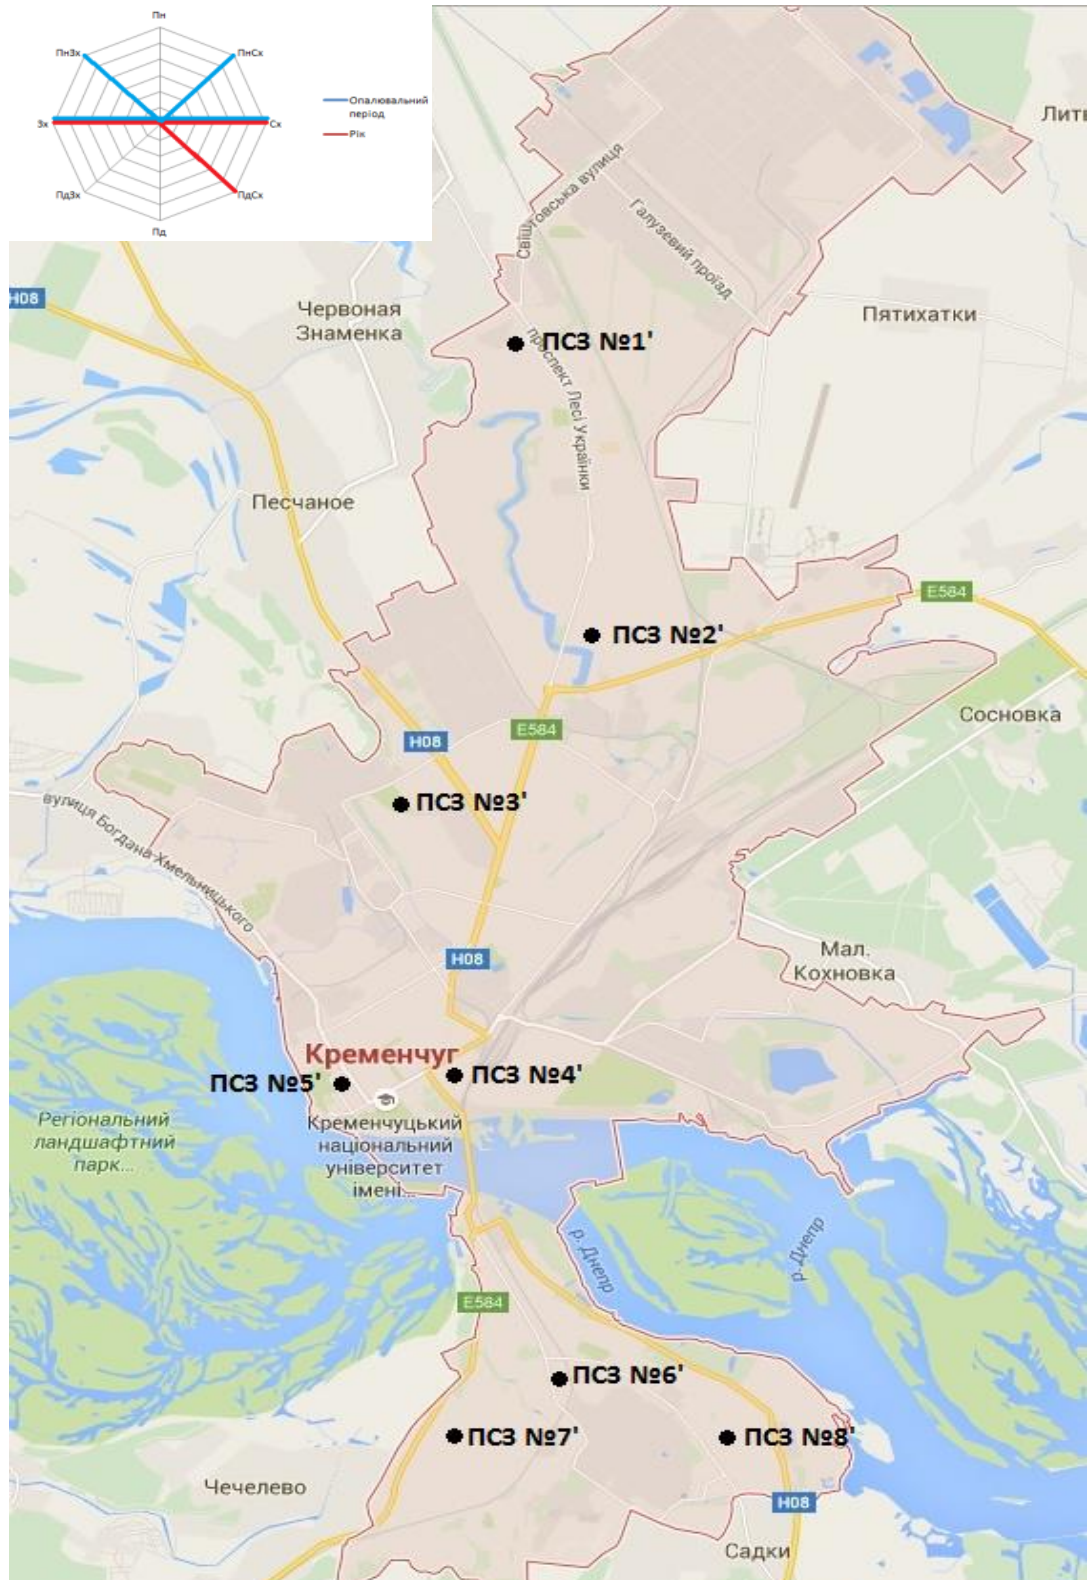 Пн
ПнЗх
ПнСх
Опалювальний
період
Зх
Сх
Рік
ПдЗх
ПдСх
Пд
Свіштовська вулиця
Галузевий проїзд
Н08
Червоная
Знаменка
Пятихатки
ПСЗ №1'
проспект Лесі Українки
Песчаное
Е584
ПСЗ №2'
Сосновка
Е584
Н08
ПСЗ №3'
вулиця Богдана Хмельницького
Н08
Мал.
Кохновка
Кременчуг
ПСЗ №5'
ПСЗ №4'
Регіональний
ландшафтний
парк...
Кременчуцький
національний
університет
імені...
р. Днепр
р. Днепр
Е584
ПСЗ №6'
ПСЗ №7'
ПСЗ №8'
Чечелево
Н08
Садки